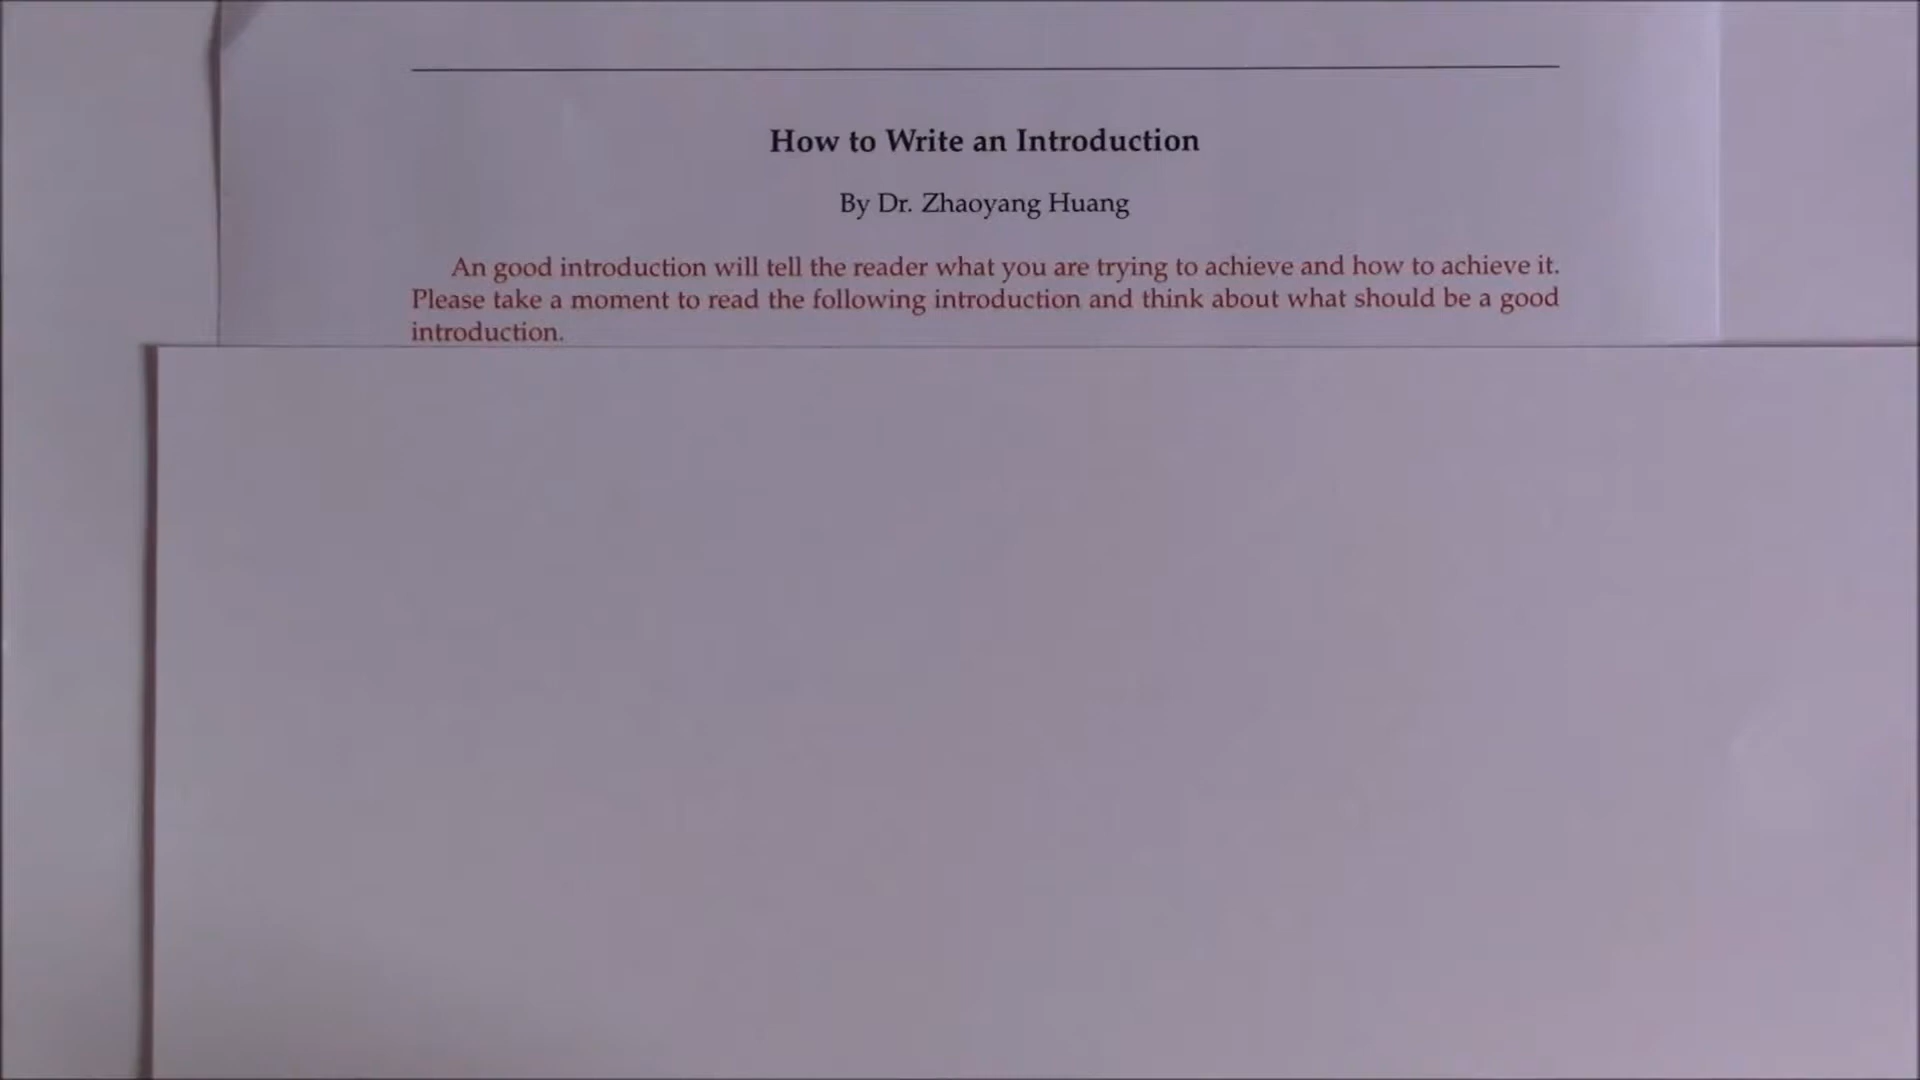 How to Write an Introduction
By Dr. Zhaoyang Huang
An good introduction will tell the reader what you are trying to achieve and how to achieve it.
Please take a moment to read the following introduction and think about what should be a good
introduction.